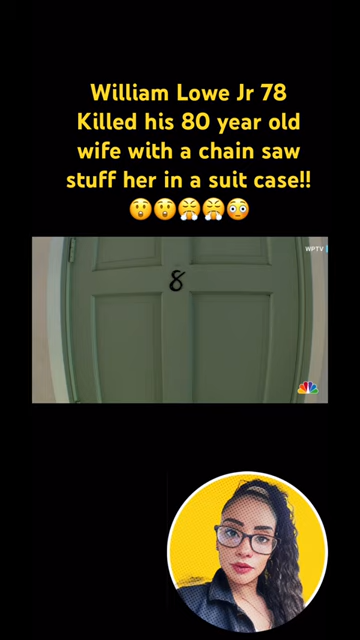 William Lowe Jr 78
Killed his 80 year old
wife with a chain saw
stuff her in a suit case!!
😲😲😤😤😳
WPTV
8